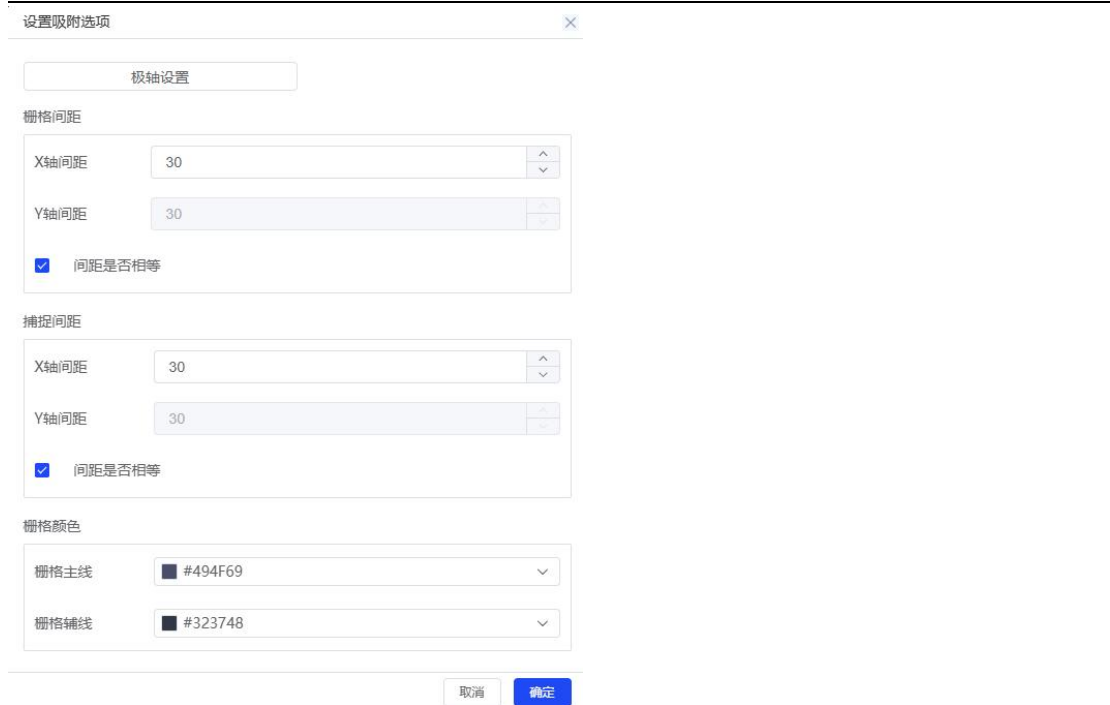 设置吸附选项
极轴设置
栅格间距
X轴间距 30
Y轴间距 30
间距是否相等
捕捉间距
X轴间距 30
Y轴间距 30
间距是否相等
栅格颜色
栅格主线 #494F69
栅格辅线 #323748
取消 确定